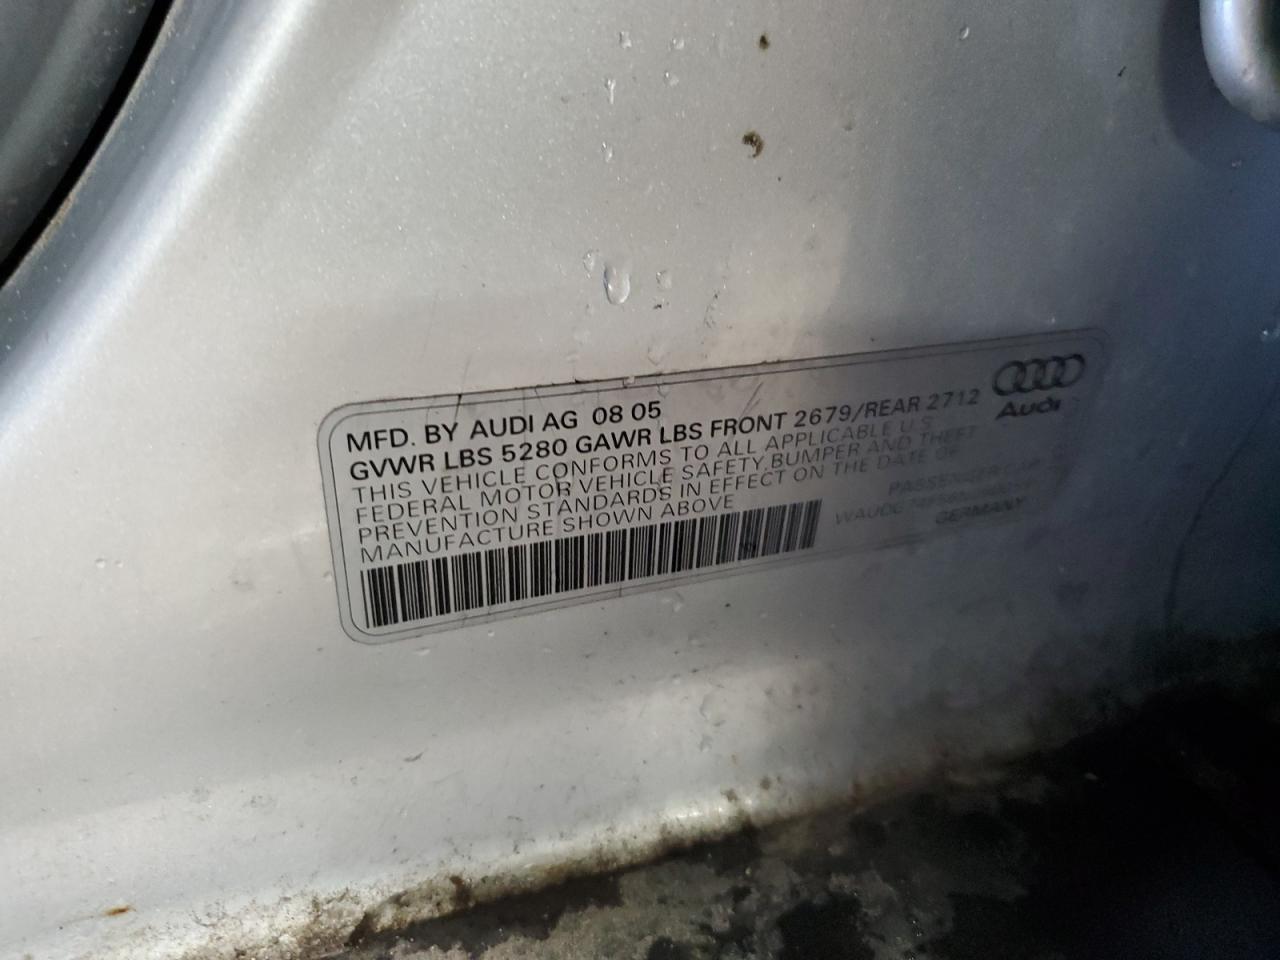 MFD. BY AUDI AG 08 05
GVWR LBS 5280 GAWR LBS FRONT 2679/REAR 2712
THIS VEHICLE CONFORMS TO ALL APPLICABLE U.S
FEDERAL MOTOR VEHICLE SAFETY, BUMPER AND THEFT
PREVENTION STANDARDS IN EFFECT ON THE DATE OF
MANUFACTURE SHOWN ABOVE
Audi
PASSENGER CAR
GERMANY